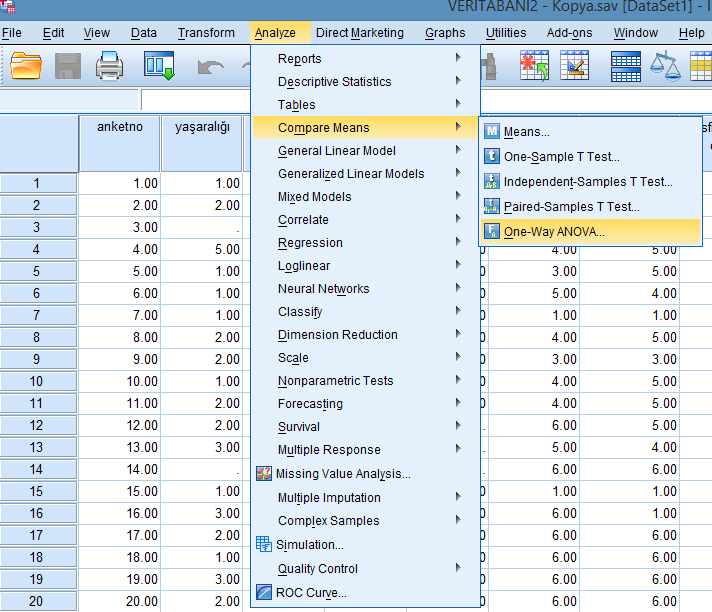 VERITABANI2 - Kopya.sav [DataSet1] - I
File Edit View Data Transform Analyze Direct Marketing Graphs Utilities Add-ons Window Help
Reports
Descriptive Statistics
Tables
Compare Means
General Linear Model
Generalized Linear Models
Mixed Models
Correlate
Regression
Loglinear
Neural Networks
Classify
Dimension Reduction
Scale
Nonparametric Tests
Forecasting
Survival
Multiple Response
Missing Value Analysis...
Multiple Imputation
Complex Samples
Simulation...
Quality Control
ROC Curve...
Means...
One-Sample T Test...
Independent-Samples T Test...
Paired-Samples T Test...
One-Way ANOVA...
anketno yaşaralığı
1 1.00 1.00
2 2.00 2.00
3 3.00 .
4 4.00 5.00 4.00 5.00
5 5.00 1.00 3.00 5.00
6 6.00 1.00 5.00 4.00
7 7.00 1.00 1.00 1.00
8 8.00 2.00 4.00 5.00
9 9.00 2.00 3.00 3.00
10 10.00 1.00 4.00 5.00
11 11.00 2.00 4.00 5.00
12 12.00 2.00 6.00 5.00
13 13.00 3.00 5.00 4.00
14 14.00 . 6.00 6.00
15 15.00 1.00 1.00 1.00
16 16.00 3.00 6.00 6.00
17 17.00 2.00 6.00 6.00
18 18.00 1.00 6.00 6.00
19 19.00 3.00 6.00 6.00
20 20.00 2.00 6.00 6.00